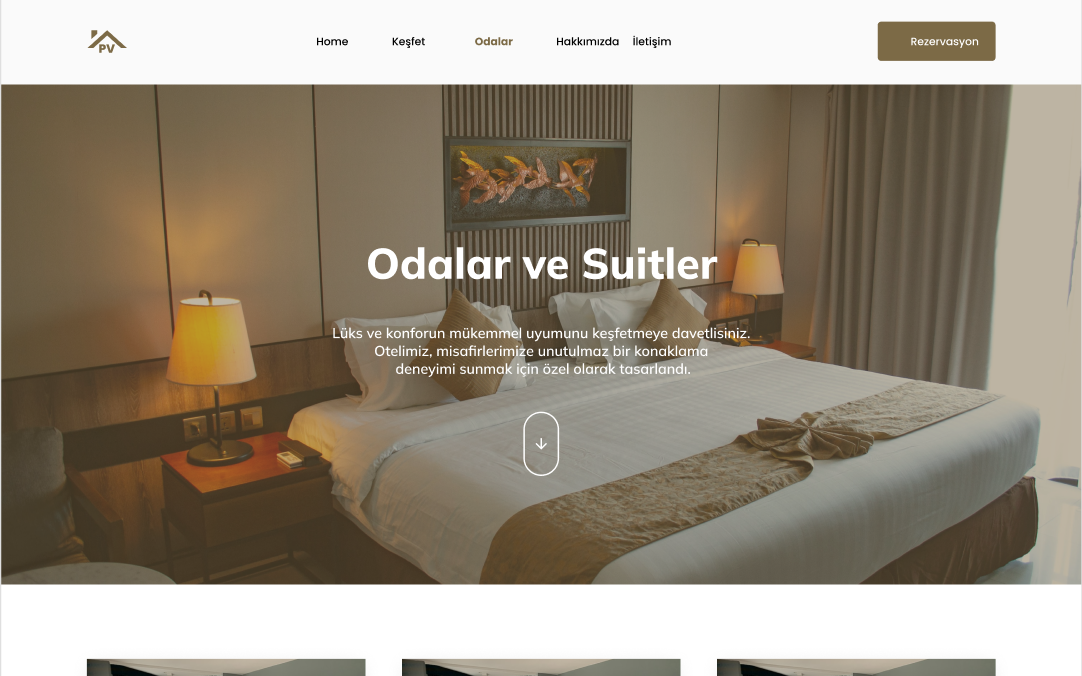 PV
Home Keşfet Odalar Hakkımızda İletişim
Rezervasyon
Odalar ve Suitler
Lüks ve konforun mükemmel uyumunu keşfetmeye davetlisiniz.
Otelimiz, misafirlerimize unutulmaz bir konaklama
deneyimi sunmak için özel olarak tasarlandı.